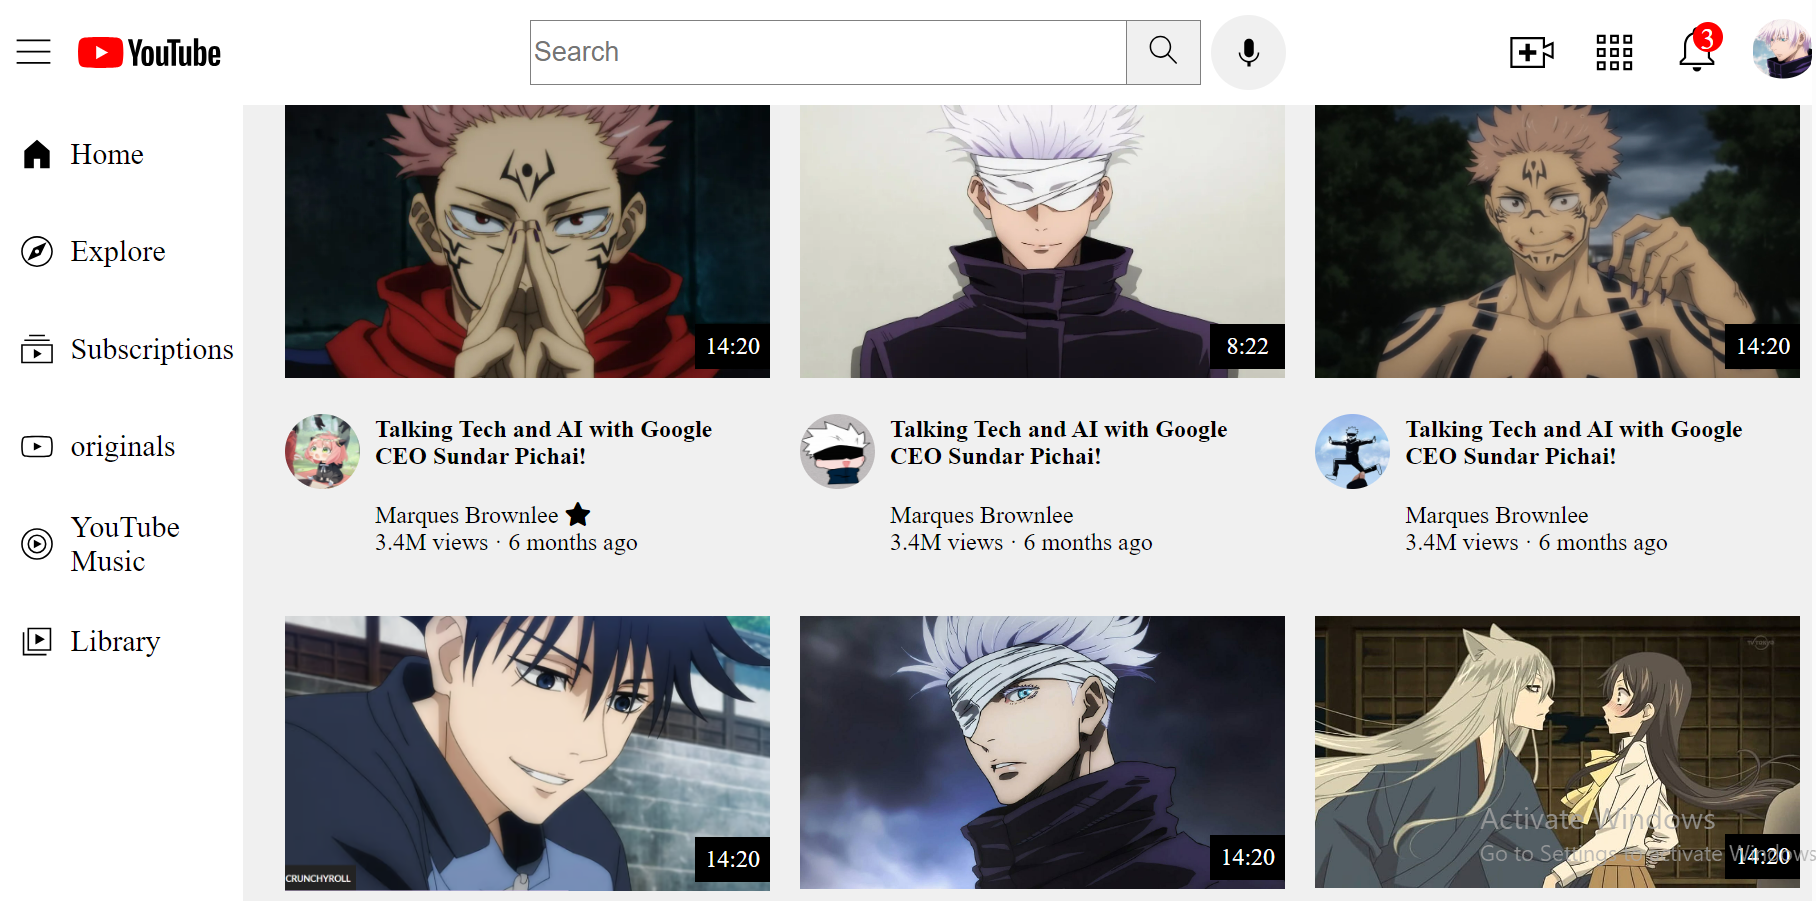 YouTube
Search
3
Home
Explore
Subscriptions
originals
YouTube
Music
Library
14:20
8:22
14:20
Talking Tech and AI with Google
CEO Sundar Pichai!
Marques Brownlee
3.4M views · 6 months ago
Talking Tech and AI with Google
CEO Sundar Pichai!
Marques Brownlee
3.4M views · 6 months ago
Talking Tech and AI with Google
CEO Sundar Pichai!
Marques Brownlee
3.4M views · 6 months ago
CRUNCHYROLL
14:20
14:20
14:20
Activate Windows
Go to Settings to activate Windows